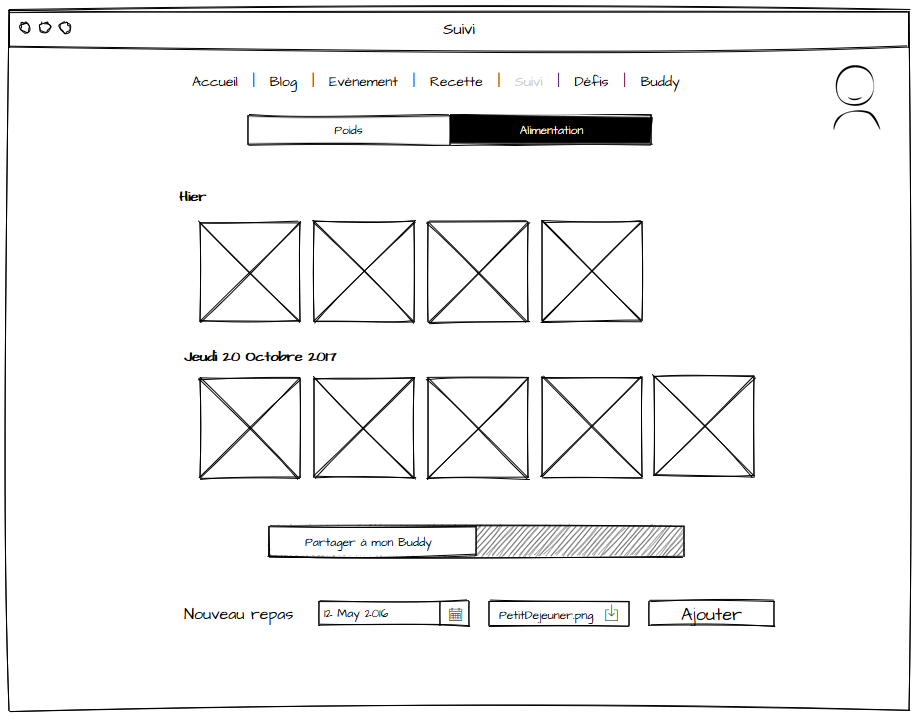 Suivi
Accueil | Blog | Evènement | Recette | Suivi | Défis | Buddy
Poids Alimentation
Hier
Jeudi 20 Octobre 2017
Partager à mon Buddy
Nouveau repas 12 May 2016 PetitDejeuner.png Ajouter